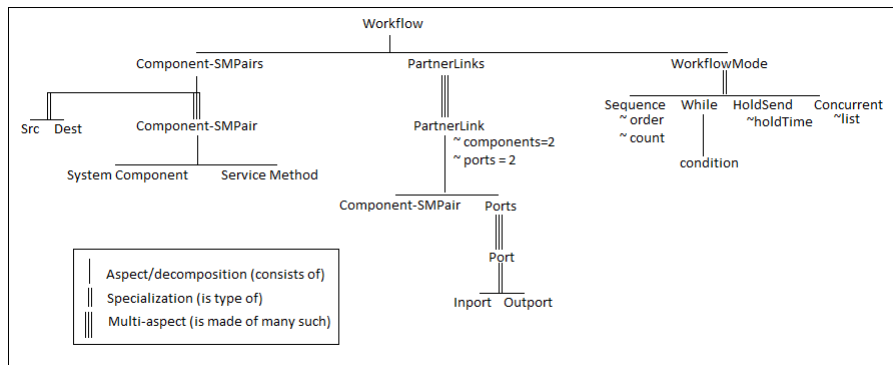 Workflow
Component-SMPairs PartnerLinks WorkflowMode
Sequence While HoldSend Concurrent
~ order ~holdTime ~list
~ count
Src Dest Component-SMPair PartnerLink
~ components=2
~ ports = 2
condition
System Component Service Method
Component-SMPair Ports
Port
Inport Outport
Aspect/decomposition (consists of)
Specialization (is type of)
Multi-aspect (is made of many such)